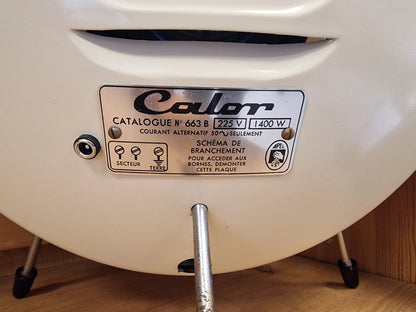 Calor
CATALOGUE N° 663 B 225 V 1400 W
COURANT ALTERNATIF 50∿SEULEMENT
SCHÉMA DE
BRANCHEMENT
POUR ACCEDER AUX
BORNES, DEMONTER
CETTE PLAQUE
SECTEUR
TERRE
APEL